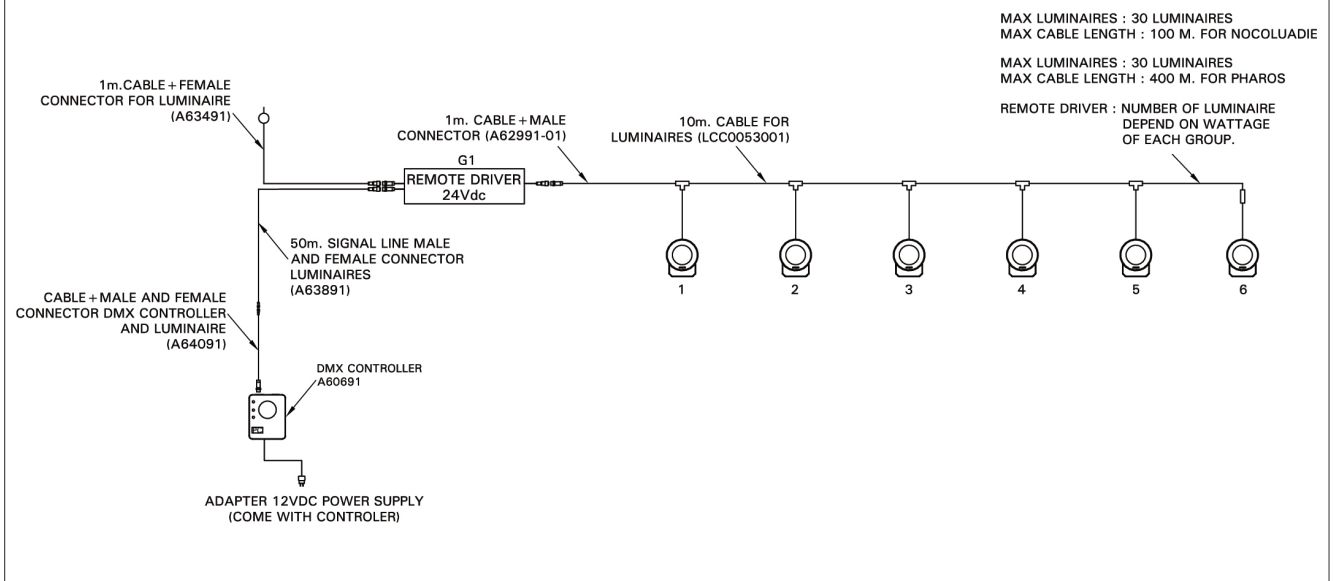 MAX LUMINAIRES : 30 LUMINAIRES
MAX CABLE LENGTH : 100 M. FOR NOCOLUADIE
MAX LUMINAIRES : 30 LUMINAIRES
MAX CABLE LENGTH : 400 M. FOR PHAROS
REMOTE DRIVER : NUMBER OF LUMINAIRE
DEPEND ON WATTAGE
OF EACH GROUP.
1m.CABLE+FEMALE
CONNECTOR FOR LUMINAIRE
(A63491)
1m. CABLE+MALE
CONNECTOR (A62991-01)
10m. CABLE FOR
LUMINAIRES (LCC0053001)
G1
REMOTE DRIVER
24Vdc
50m. SIGNAL LINE MALE
AND FEMALE CONNECTOR
LUMINAIRES
(A63891)
1
2
3
4
5
6
CABLE+MALE AND FEMALE
CONNECTOR DMX CONTROLLER
AND LUMINAIRE
(A64091)
DMX CONTROLLER
A60691
ADAPTER 12VDC POWER SUPPLY
(COME WITH CONTROLER)